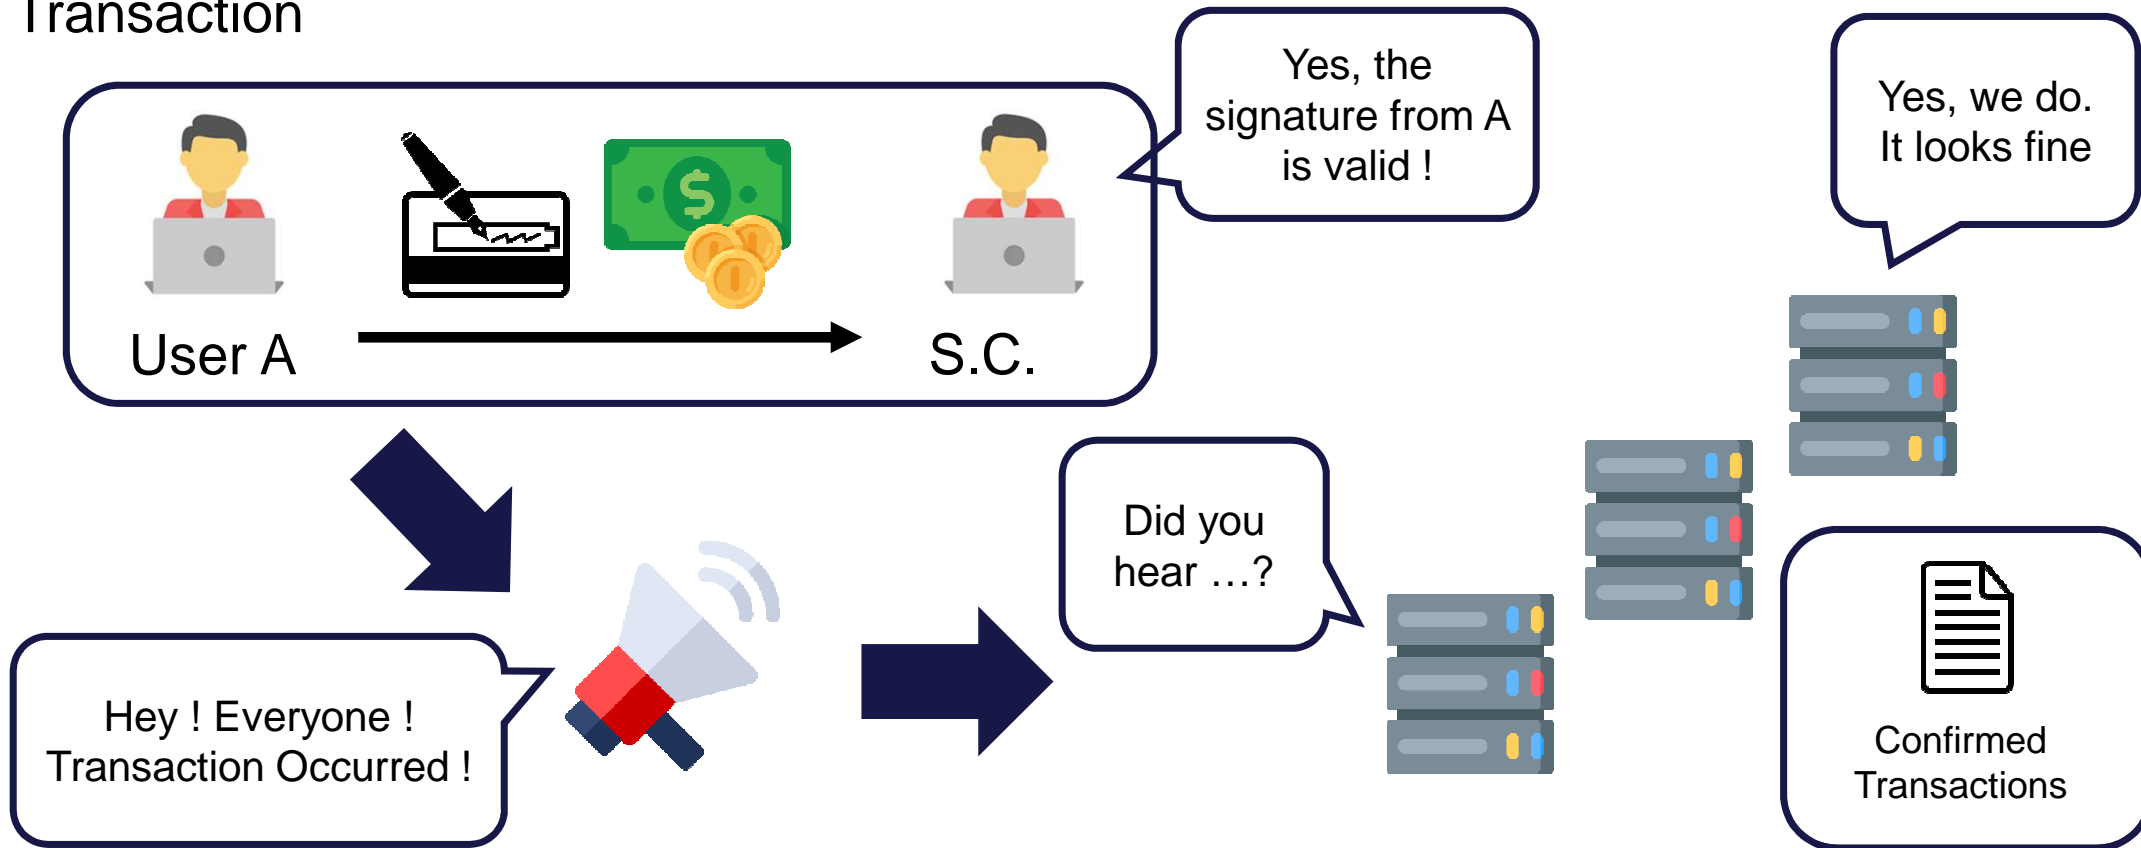 Transaction
Yes, the
signature from A
is valid !
Yes, we do.
It looks fine
User A
S.C.
Did you
hear …?
Hey ! Everyone !
Transaction Occurred !
Confirmed
Transactions